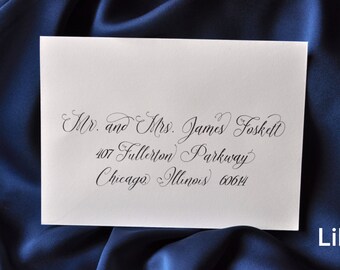 Mr. and Mrs. James Foskett
407 Fullerton Parkway
Chicago, Illinois 60614